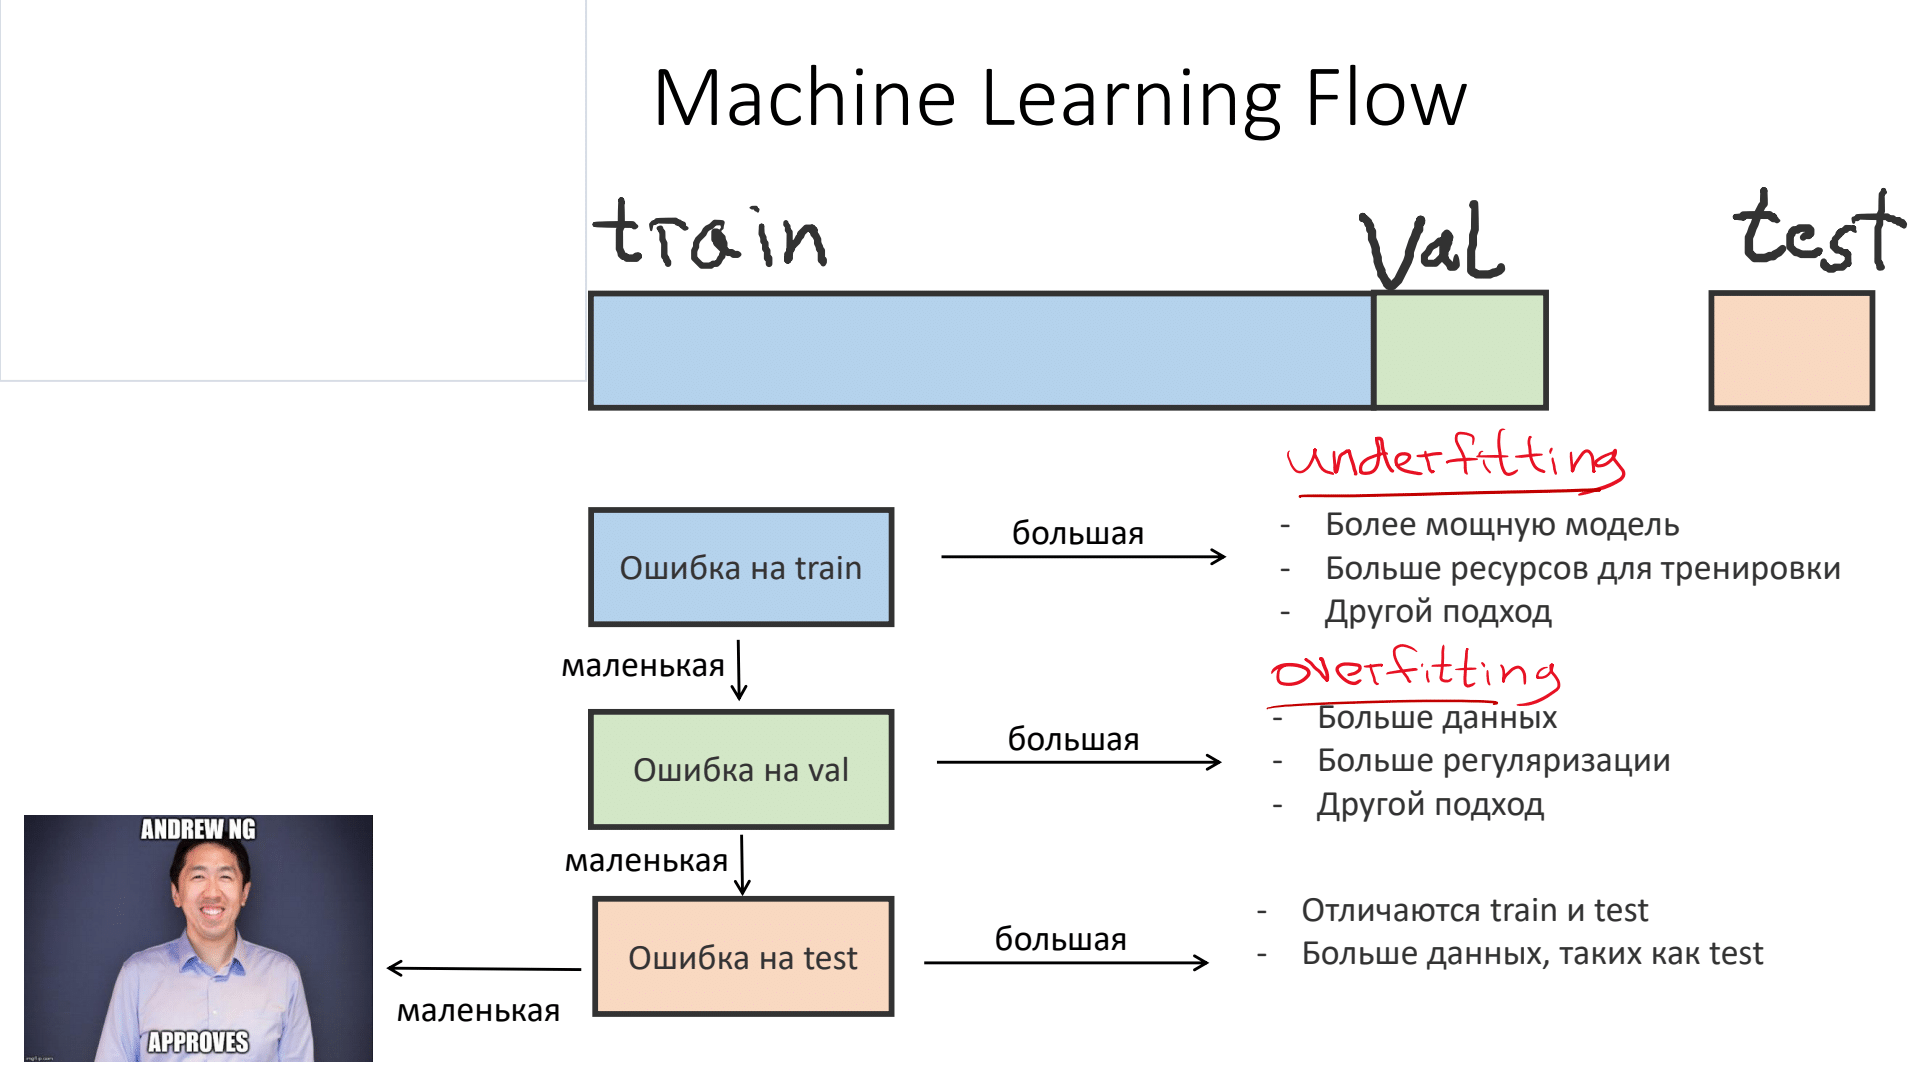 Machine Learning Flow
train
val
test
underfitting
Ошибка на train
большая
- Более мощную модель
- Больше ресурсов для тренировки
- Другой подход
маленькая
overfitting
Ошибка на val
большая
- Больше данных
- Больше регуляризации
- Другой подход
маленькая
Ошибка на test
большая
- Отличаются train и test
- Больше данных, таких как test
маленькая
ANDREW NG
APPROVES